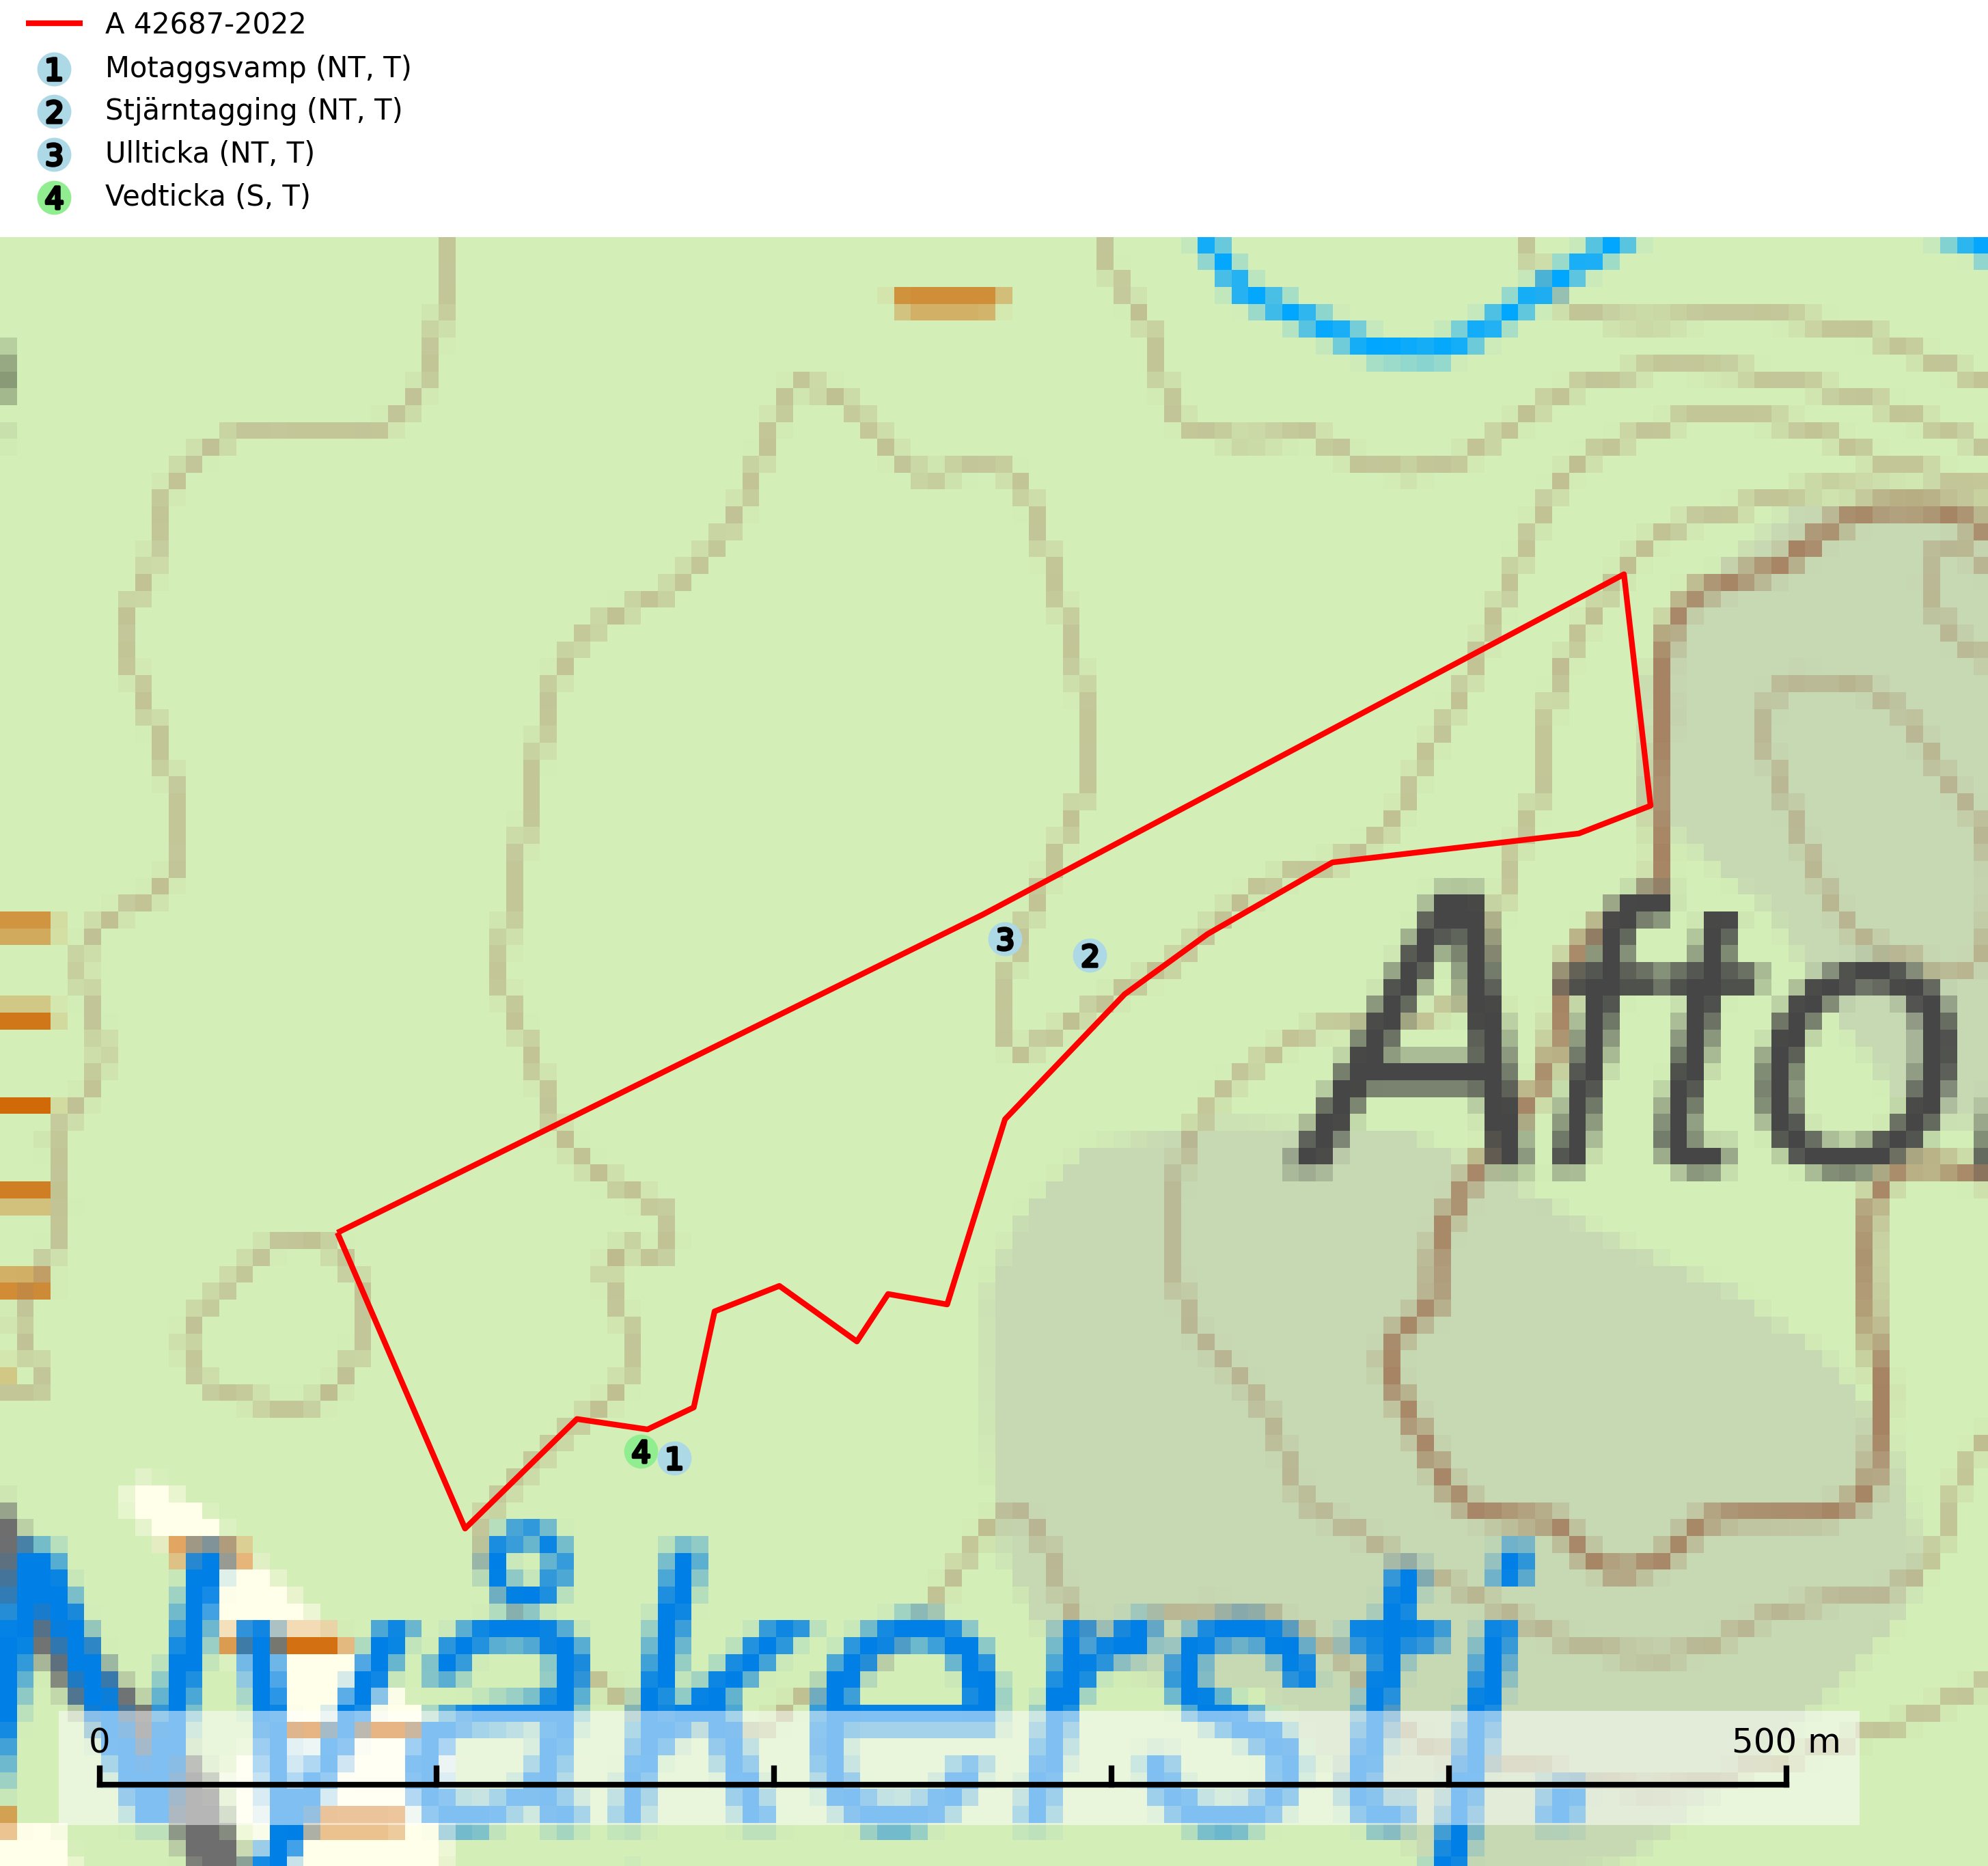 A 42687-2022
1 Motaggsvamp (NT, T)
2 Stjärntagging (NT, T)
3 Ullticka (NT, T)
4 Vedticka (S, T)
3
2
Afto
4 1
0 500 m